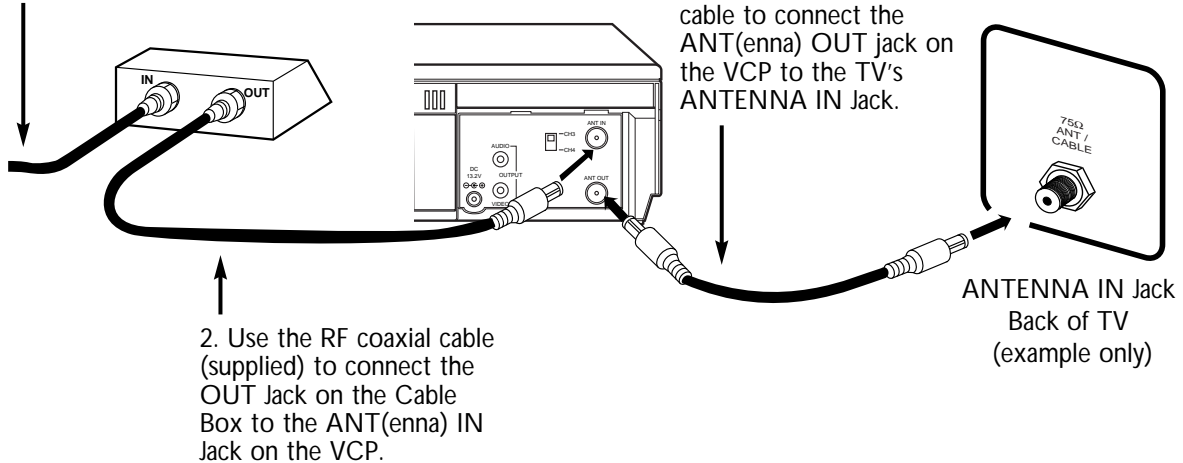 cable to connect the
ANT(enna) OUT jack on
the VCP to the TV's
ANTENNA IN Jack.
IN
OUT
ANT IN
CH3
CH4
AUDIO
DC
13.2V
OUTPUT
ANT OUT
VIDEO
75Ω
ANT /
CABLE
ANTENNA IN Jack
Back of TV
(example only)
2. Use the RF coaxial cable
(supplied) to connect the
OUT Jack on the Cable
Box to the ANT(enna) IN
Jack on the VCP.